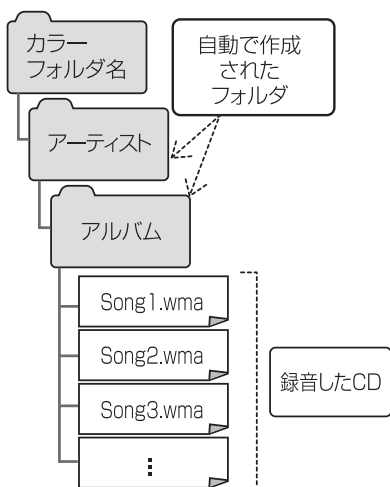 カラー
フォルダ名
自動で作成
された
フォルダ
アーティスト
アルバム
Song1.wma
Song2.wma
Song3.wma
⋮
録音したCD